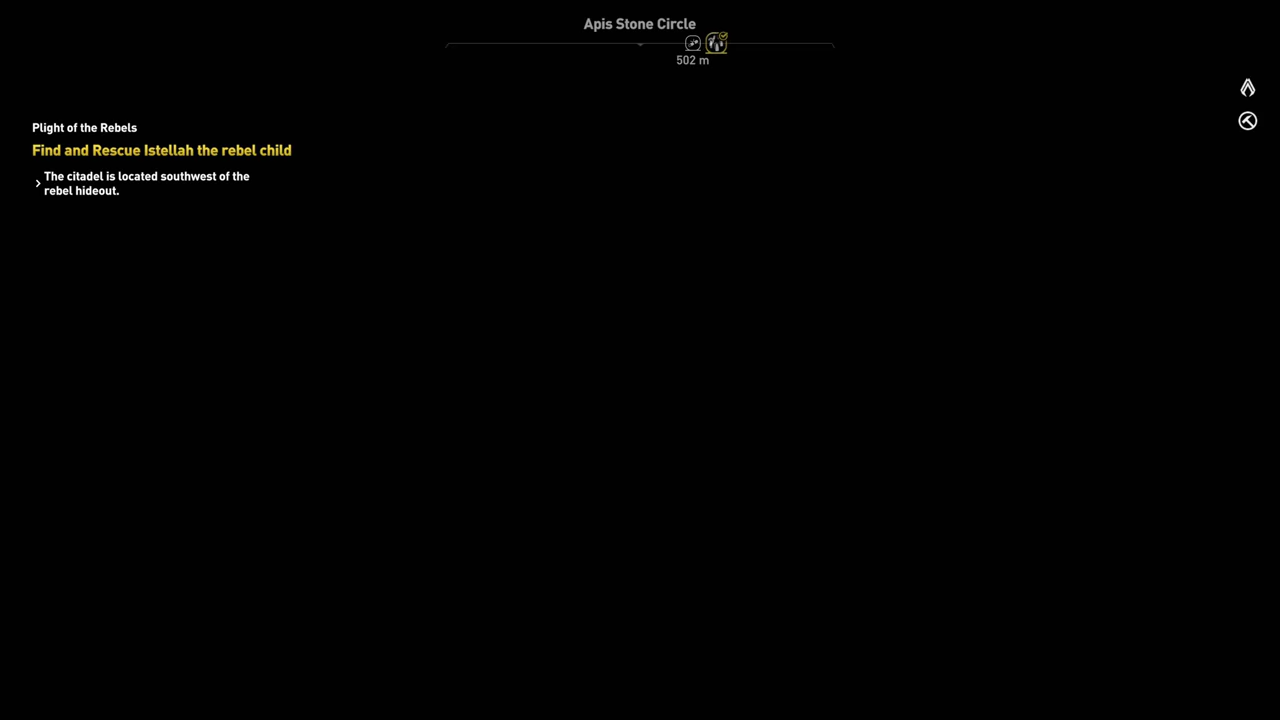 Apis Stone Circle
502 m
Plight of the Rebels
Find and Rescue Istellah the rebel child
The citadel is located southwest of the
rebel hideout.